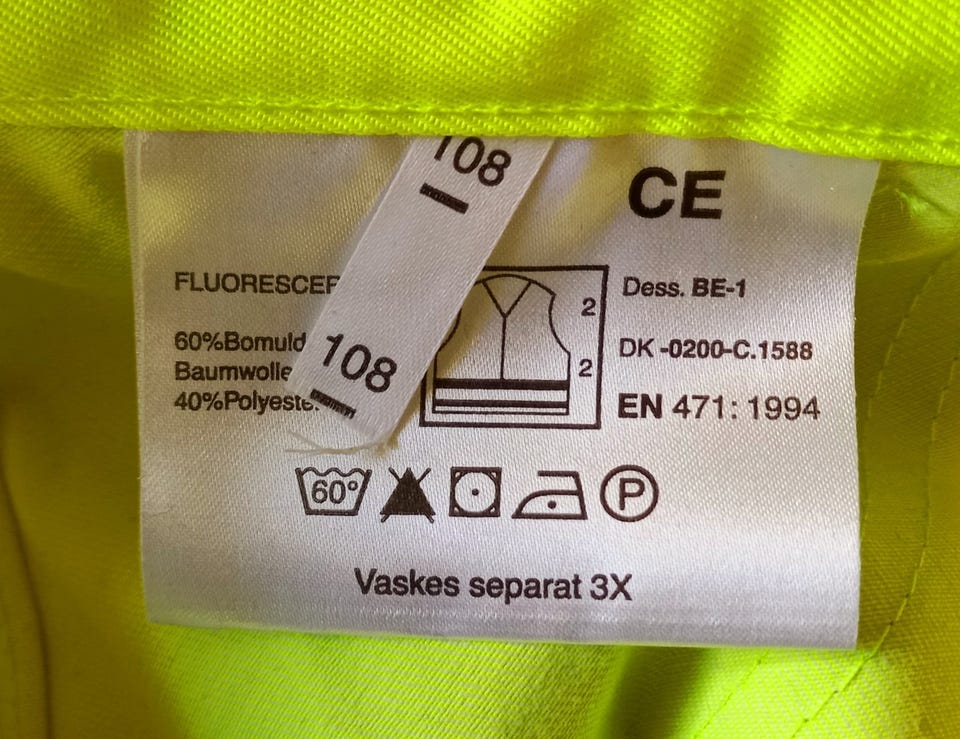 108
CE
FLUORESCER
60%Bomuld
Baumwolle
40%Polyeste
108
2
2
Dess. BE-1
DK -0200-C.1588
EN 471: 1994
60°
P
Vaskes separat 3X